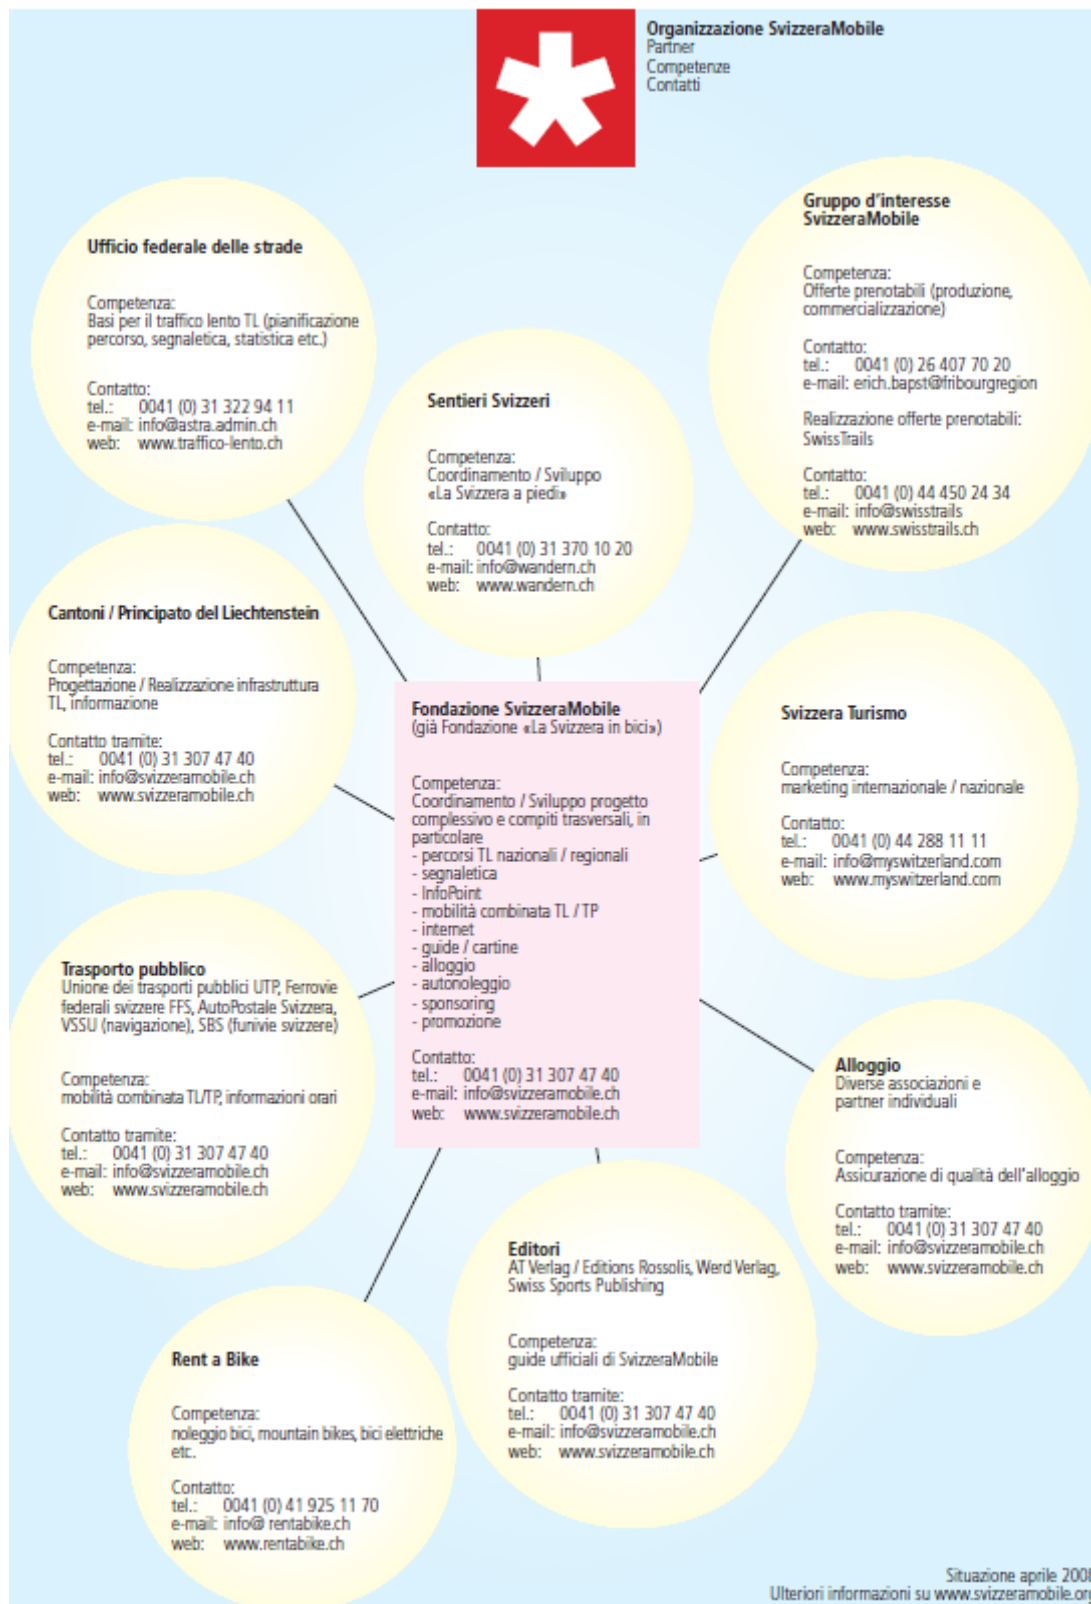 Organizzazione SvizzeraMobile
Partner
Competenze
Contatti
Ufficio federale delle strade
Competenza:
Basi per il traffico lento TL (pianificazione
percorso, segnaletica, statistica etc.)
Contatto:
tel.: 0041 (0) 31 322 94 11
e-mail: info@astra.admin.ch
web: www.traffico-lento.ch
Gruppo d'interesse
SvizzeraMobile
Competenza:
Offerte prenotabili (produzione,
commercializzazione)
Contatto:
tel.: 0041 (0) 26 407 70 20
e-mail: erich.bapst@fribourgregion
Realizzazione offerte prenotabili:
SwissTrails
Contatto:
tel.: 0041 (0) 44 450 24 34
e-mail: info@swisstrails
web: www.swisstrails.ch
Sentieri Svizzeri
Competenza:
Coordinamento / Sviluppo
«La Svizzera a piedi»
Contatto:
tel.: 0041 (0) 31 370 10 20
e-mail: info@wandern.ch
web: www.wandern.ch
Cantoni / Principato del Liechtenstein
Competenza:
Progettazione / Realizzazione infrastruttura
TL, informazione
Contatto tramite:
tel.: 0041 (0) 31 307 47 40
e-mail: info@svizzeramobile.ch
web: www.svizzeramobile.ch
Fondazione SvizzeraMobile
(già Fondazione «La Svizzera in bici»)
Competenza:
Coordinamento / Sviluppo progetto
complessivo e compiti trasversali, in
particolare
- percorsi TL nazionali / regionali
- segnaletica
- InfoPoint
- mobilità combinata TL / TP
- internet
- guide / cartine
- alloggio
- autonoleggio
- sponsoring
- promozione
Contatto:
tel.: 0041 (0) 31 307 47 40
e-mail: info@svizzeramobile.ch
web: www.svizzeramobile.ch
Svizzera Turismo
Competenza:
marketing internationale / nazionale
Contatto:
tel.: 0041 (0) 44 288 11 11
e-mail: info@myswitzerland.com
web: www.myswitzerland.com
Trasporto pubblico
Unione dei trasporti pubblici UTP, Ferrovie
federali svizzere FFS, AutoPostale Svizzera,
VSSU (navigazione), SBS (funivie svizzere)
Competenza:
mobilità combinata TL/TP, informazioni orari
Contatto tramite:
tel.: 0041 (0) 31 307 47 40
e-mail: info@svizzeramobile.ch
web: www.svizzeramobile.ch
Alloggio
Diverse associazioni e
partner individuali
Competenza:
Assicurazione di qualità dell'alloggio
Contatto tramite:
tel.: 0041 (0) 31 307 47 40
e-mail: info@svizzeramobile.ch
web: www.svizzeramobile.ch
Editori
AT Verlag / Editions Rossolis, Werd Verlag,
Swiss Sports Publishing
Competenza:
guide ufficiali di SvizzeraMobile
Contatto tramite:
tel.: 0041 (0) 31 307 47 40
e-mail: info@svizzeramobile.ch
web: www.svizzeramobile.ch
Rent a Bike
Competenza:
noleggio bici, mountain bikes, bici elettriche
etc.
Contatto:
tel.: 0041 (0) 41 925 11 70
e-mail: info@ rentabike.ch
web: www.rentabike.ch
Situazione aprile 2008
Ulteriori informazioni su www.svizzeramobile.org